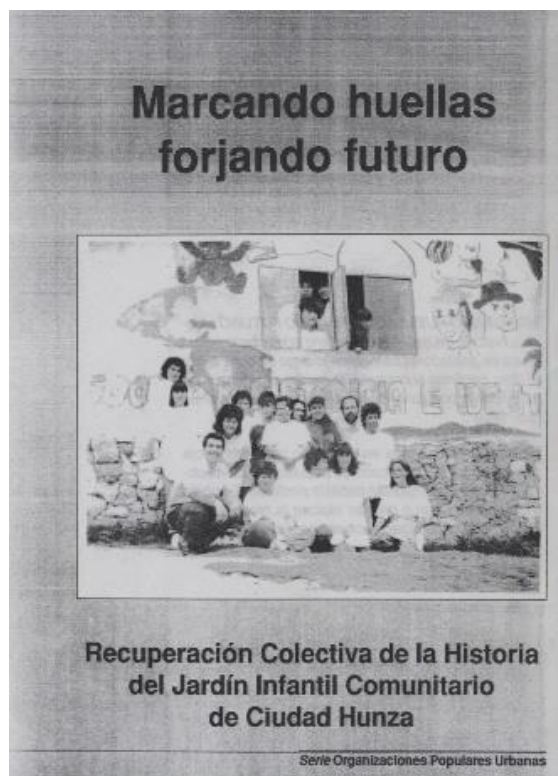 Marcando huellas
forjando futuro
Recuperación Colectiva de la Historia
del Jardín Infantil Comunitario
de Ciudad Hunza
Serie Organizaciones Populares Urbanas